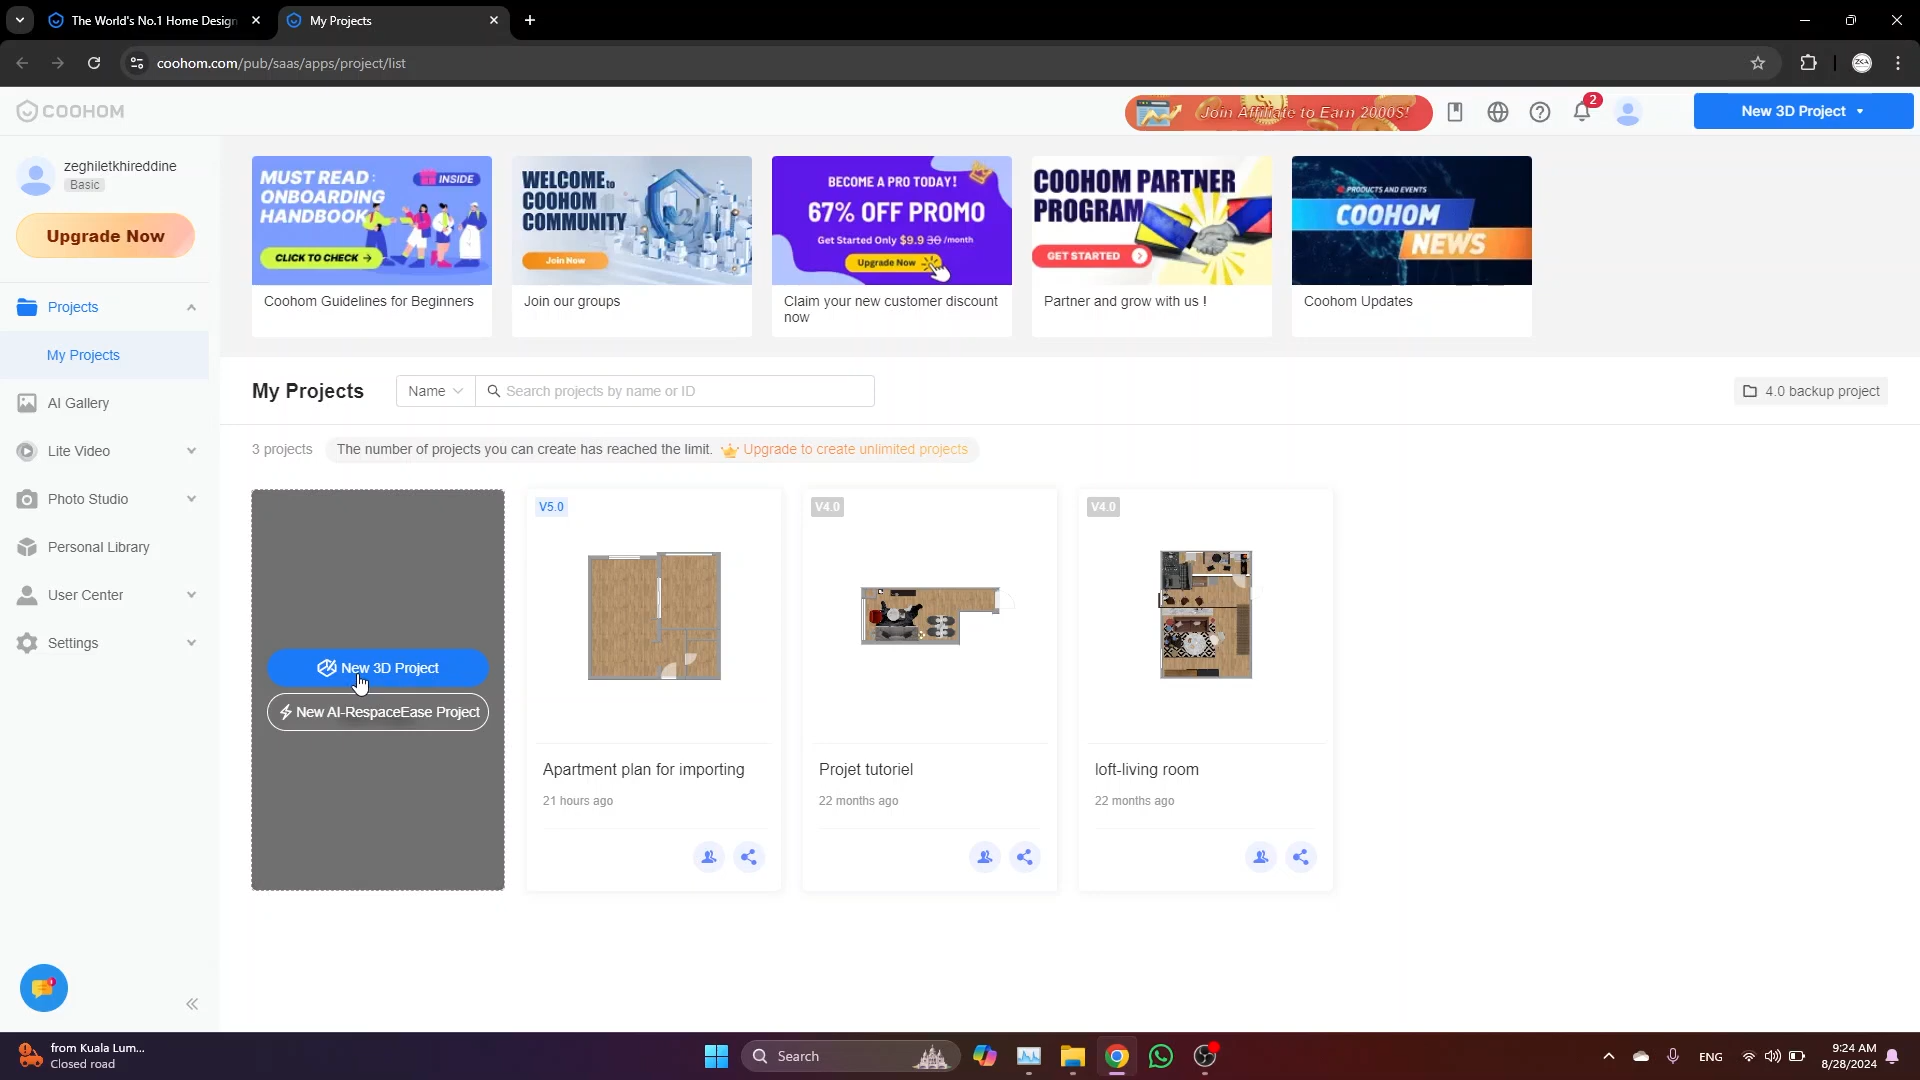 The World's No.1 Home Design
My Projects
coohom.com/pub/saas/apps/project/list
COOHOM
Join Affiliate to Earn 2000$!
2
New 3D Project
zeghiletkhireddine
Basic
Upgrade Now
Projects
My Projects
AI Gallery
Lite Video
Photo Studio
Personal Library
User Center
Settings
MUST READ:
ONBOARDING
HANDBOOK
INSIDE
CLICK TO CHECK →
Coohom Guidelines for Beginners
WELCOME to
COOHOM
COMMUNITY
Join Now
Join our groups
BECOME A PRO TODAY!
67% OFF PROMO
Get Started Only $9.9 30 /month
Upgrade Now
Claim your new customer discount
now
COOHOM PARTNER
PROGRAM
GET STARTED
Partner and grow with us !
PRODUCTS AND EVENTS
COOHOM
NEWS
Coohom Updates
My Projects
Name
Search projects by name or ID
4.0 backup project
3 projects
The number of projects you can create has reached the limit. Upgrade to create unlimited projects
New 3D Project
New AI-RespaceEase Project
V5.0
Apartment plan for importing
21 hours ago
V4.0
Projet tutoriel
22 months ago
V4.0
loft-living room
22 months ago
from Kuala Lum...
Closed road
Search
ENG
9:24 AM
8/28/2024